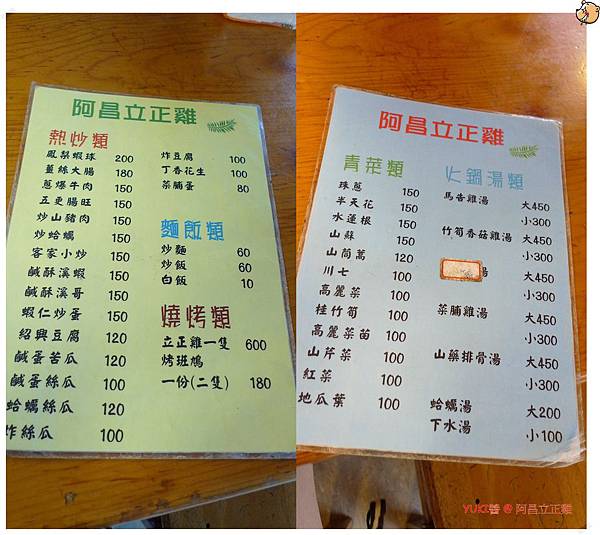 阿昌立正雞
熱炒類
鳳梨蝦球 200
薑絲大腸 180
蔥爆牛肉 150
五更腸旺 150
炒山豬肉 150
炒蛤蠣 150
客家小炒 150
鹹酥溪蝦 150
鹹酥溪哥 150
蝦仁炒蛋 150
紹興豆腐 120
鹹蛋苦瓜 120
鹹蛋絲瓜 100
蛤蠣絲瓜 120
炸絲瓜 100
炸豆腐 100
丁香花生 100
菜脯蛋 80
麵飯類
炒麵 60
炒飯 60
白飯 10
燒烤類
立正雞一隻 600
烤斑鳩
一份(二隻) 180
阿昌立正雞
青菜類
珠蔥 150
半天花 150
水蓮根 150
山蘇 150
山茼萵 120
川七 100
高麗菜 100
桂竹筍 100
高麗菜苗 100
山芹菜 100
紅菜 100
地瓜葉 100
火鍋湯類
馬告雞湯 大450
小300
竹筍香菇雞湯 大450
小300
湯 大450
小300
菜脯雞湯 大450
小300
山藥排骨湯 大450
小300
蛤蠣湯 大200
下水湯 小100
YUKI醬 @ 阿昌立正雞